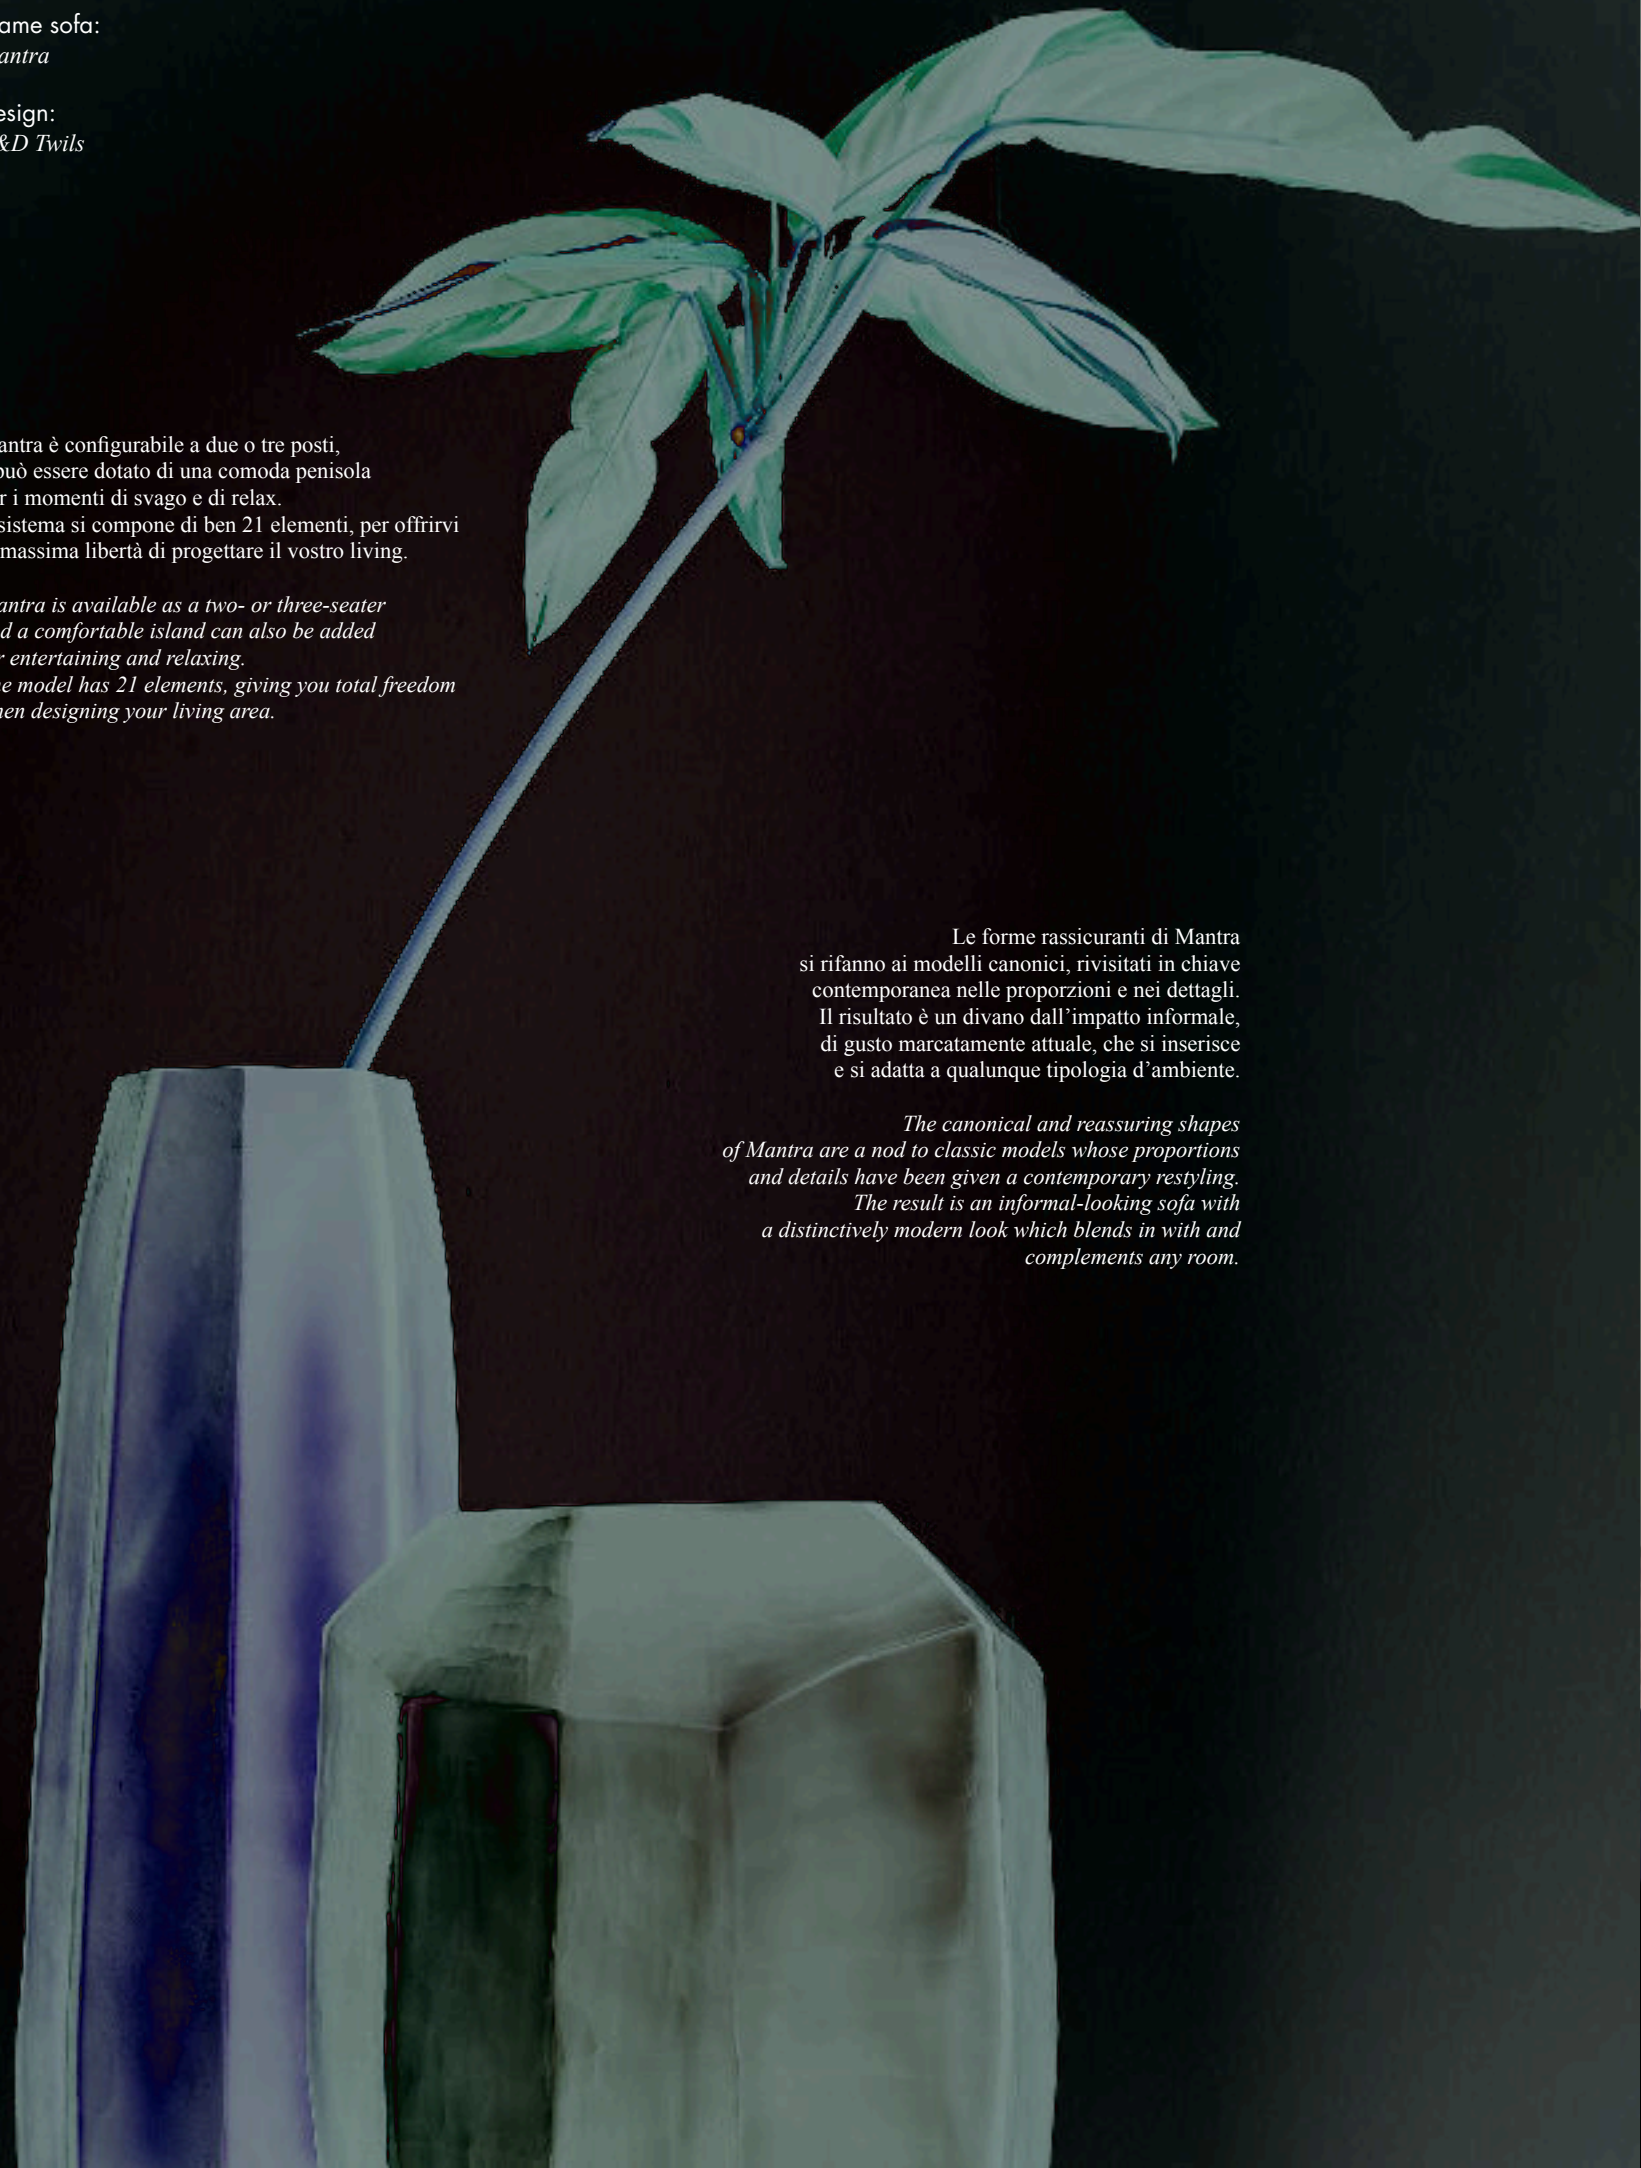 ame sofa:
antra
esign:
&D Twils
antra è configurabile a due o tre posti,
può essere dotato di una comoda penisola
r i momenti di svago e di relax.
sistema si compone di ben 21 elementi, per offrirvi
massima libertà di progettare il vostro living.
antra is available as a two- or three-seater
d a comfortable island can also be added
r entertaining and relaxing.
e model has 21 elements, giving you total freedom
hen designing your living area.
Le forme rassicuranti di Mantra
si rifanno ai modelli canonici, rivisitati in chiave
contemporanea nelle proporzioni e nei dettagli.
Il risultato è un divano dall’impatto informale,
di gusto marcatamente attuale, che si inserisce
e si adatta a qualunque tipologia d’ambiente.
The canonical and reassuring shapes
of Mantra are a nod to classic models whose proportions
and details have been given a contemporary restyling.
The result is an informal-looking sofa with
a distinctively modern look which blends in with and
complements any room.